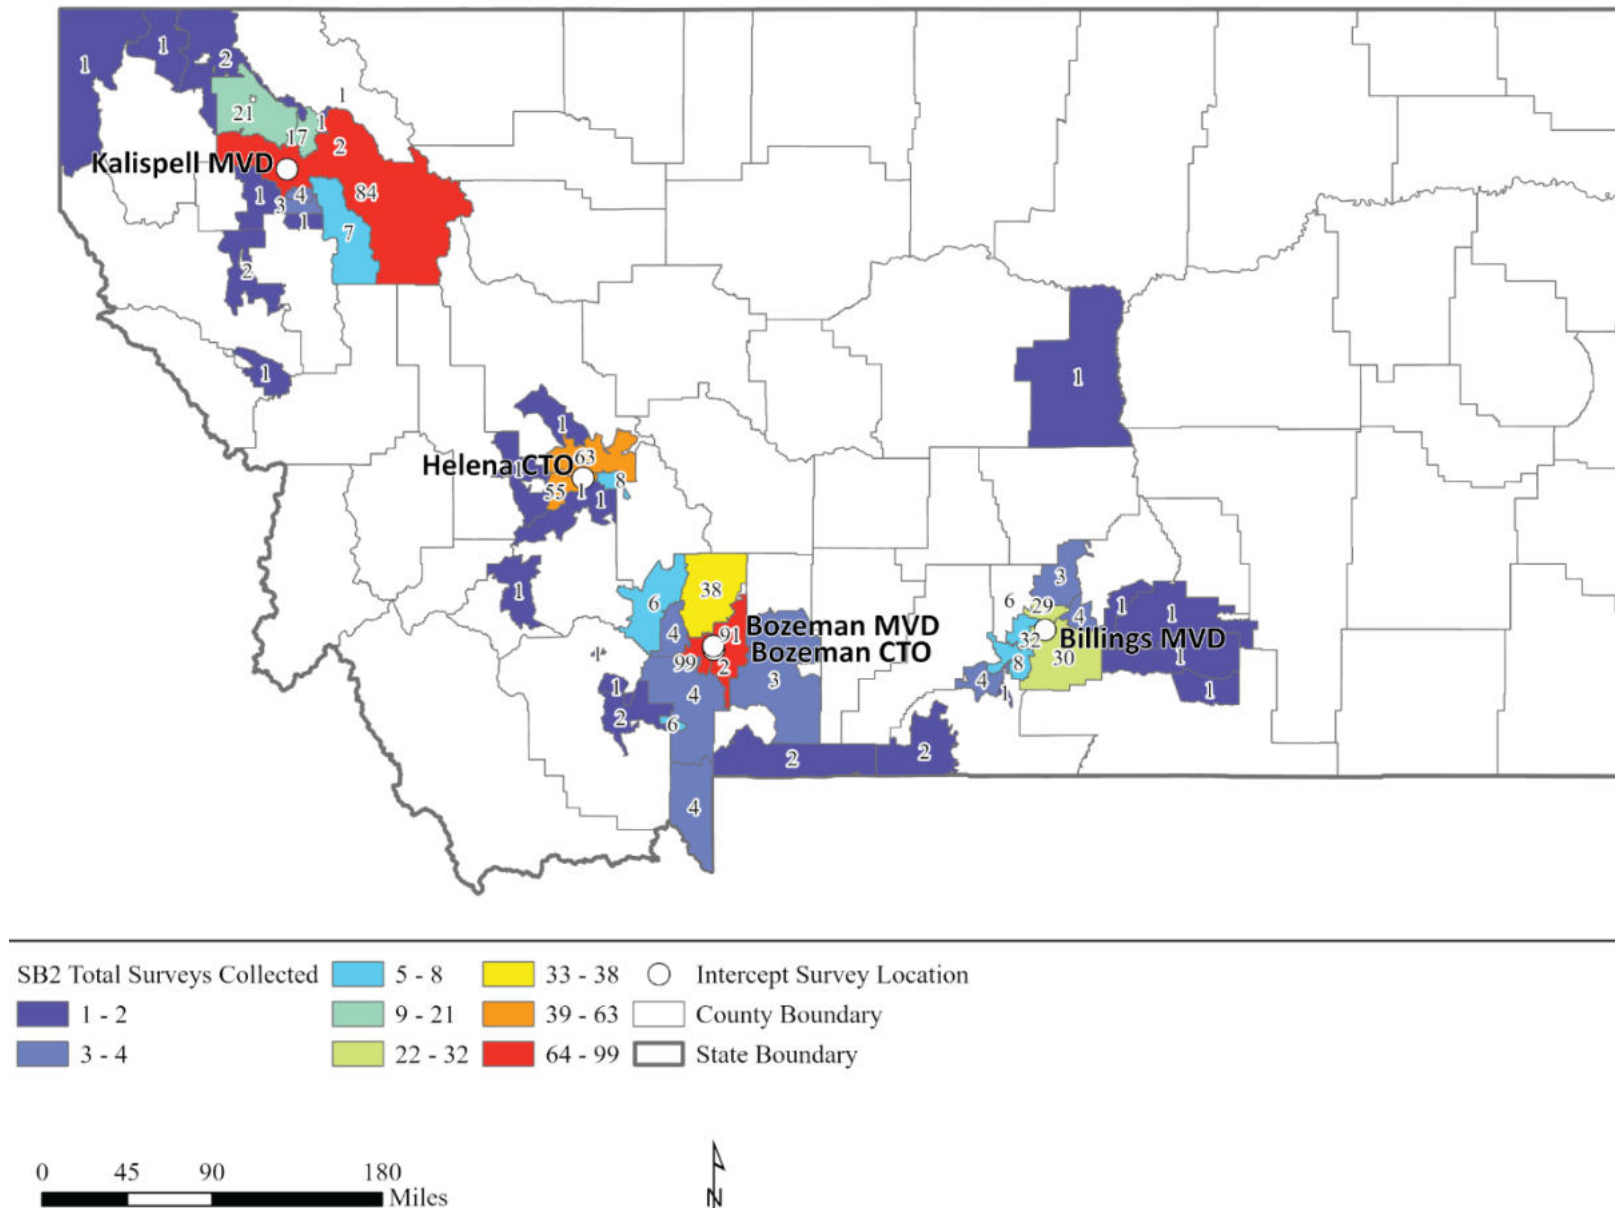 1
1
2
1
21
1
17
2
Kalispell MVD
84
1
4
3
1
7
2
1
1
1
63
Helena CTO
1
8
55
1
1
1
3
38
6
29
1
1
6
4
4
91
Bozeman MVD
32
Billings MVD
1
Bozeman CTO
99
2
30
1
8
3
4
1
4
1
1
2
6
2
2
4
SB2 Total Surveys Collected
1 - 2
3 - 4
5 - 8
9 - 21
22 - 32
33 - 38
39 - 63
64 - 99
Intercept Survey Location
County Boundary
State Boundary
0 45 90 180
Miles
N